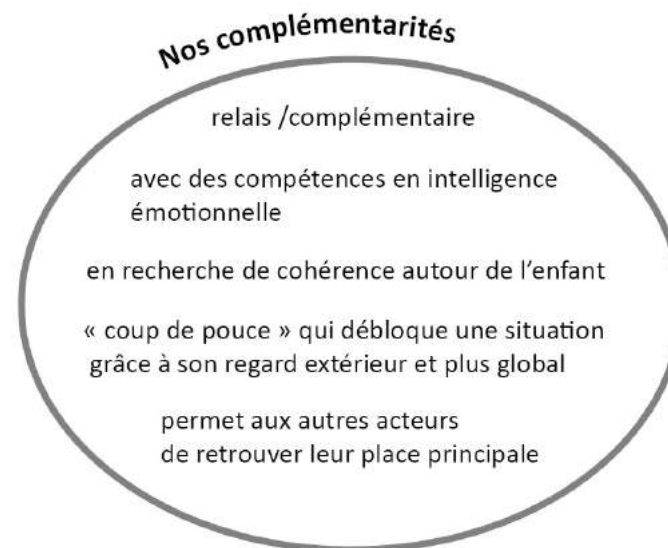 Nos complémentarités
relais /complémentaire
avec des compétences en intelligence
émotionnelle
en recherche de cohérence autour de l'enfant
« coup de pouce » qui débloque une situation
grâce à son regard extérieur et plus global
permet aux autres acteurs
de retrouver leur place principale